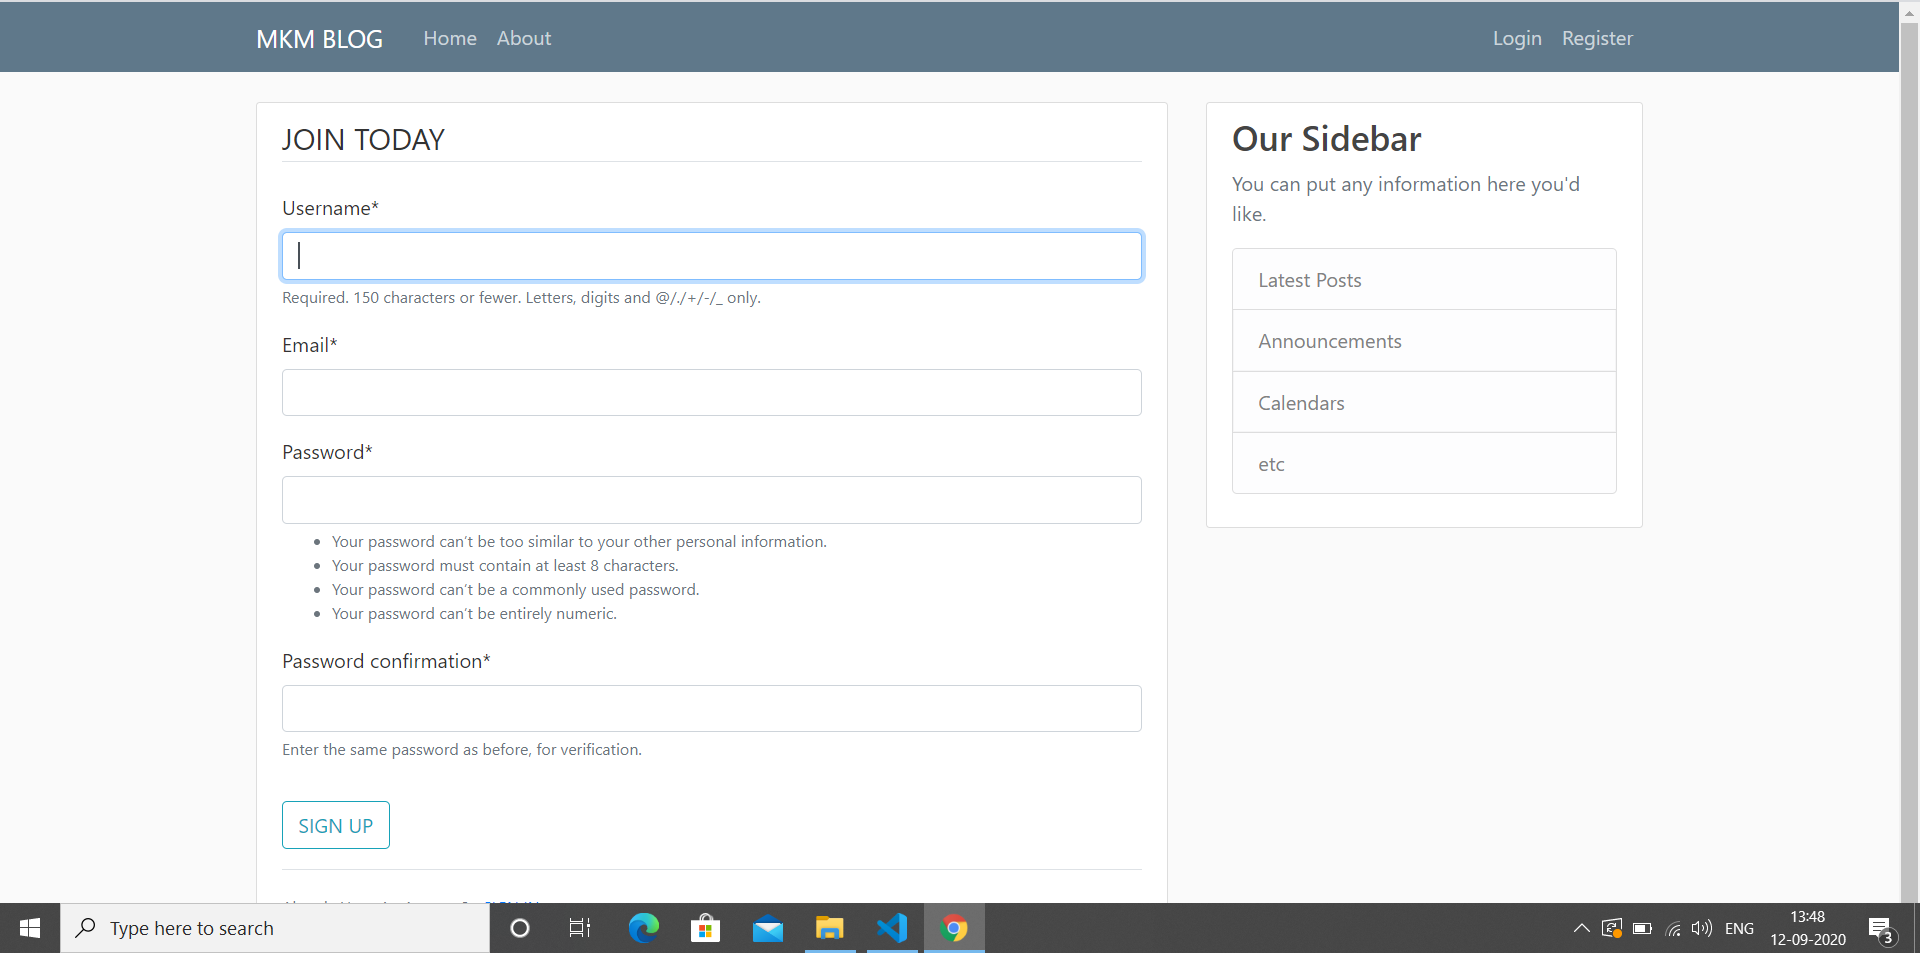 MKM BLOG Home About Login Register
JOIN TODAY
Username*
Required. 150 characters or fewer. Letters, digits and @/./+/-/_ only.
Email*
Password*
Your password can't be too similar to your other personal information.
Your password must contain at least 8 characters.
Your password can't be a commonly used password.
Your password can't be entirely numeric.
Password confirmation*
Enter the same password as before, for verification.
SIGN UP
Our Sidebar
You can put any information here you'd
like.
Latest Posts
Announcements
Calendars
etc
Type here to search
ENG
13:48
12-09-2020
3